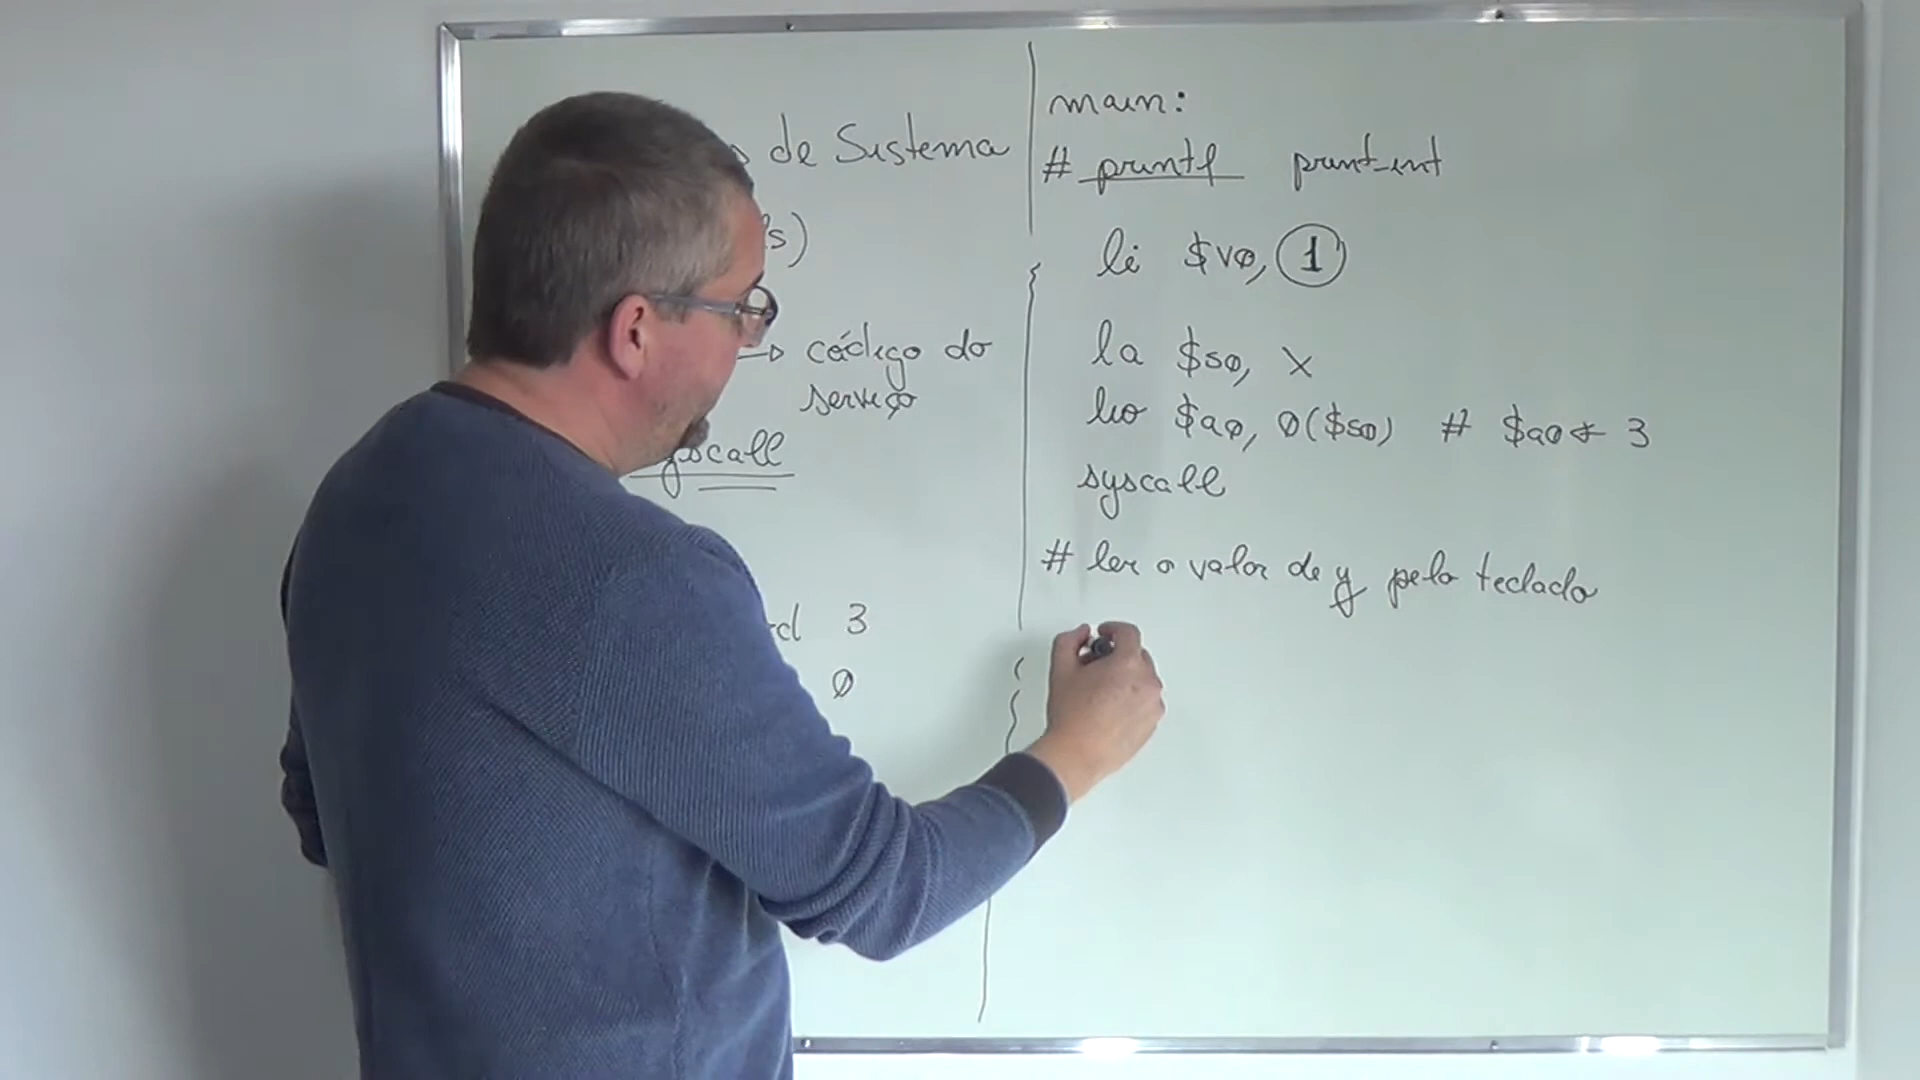 de Sistema
s)
código do
serviço
syscall
3
0
main:
# printf print_int
li $v0, 1
la $s0, X
lw $a0, 0($s0) # $a0 ← 3
syscall
# ler o valor de y pelo teclado